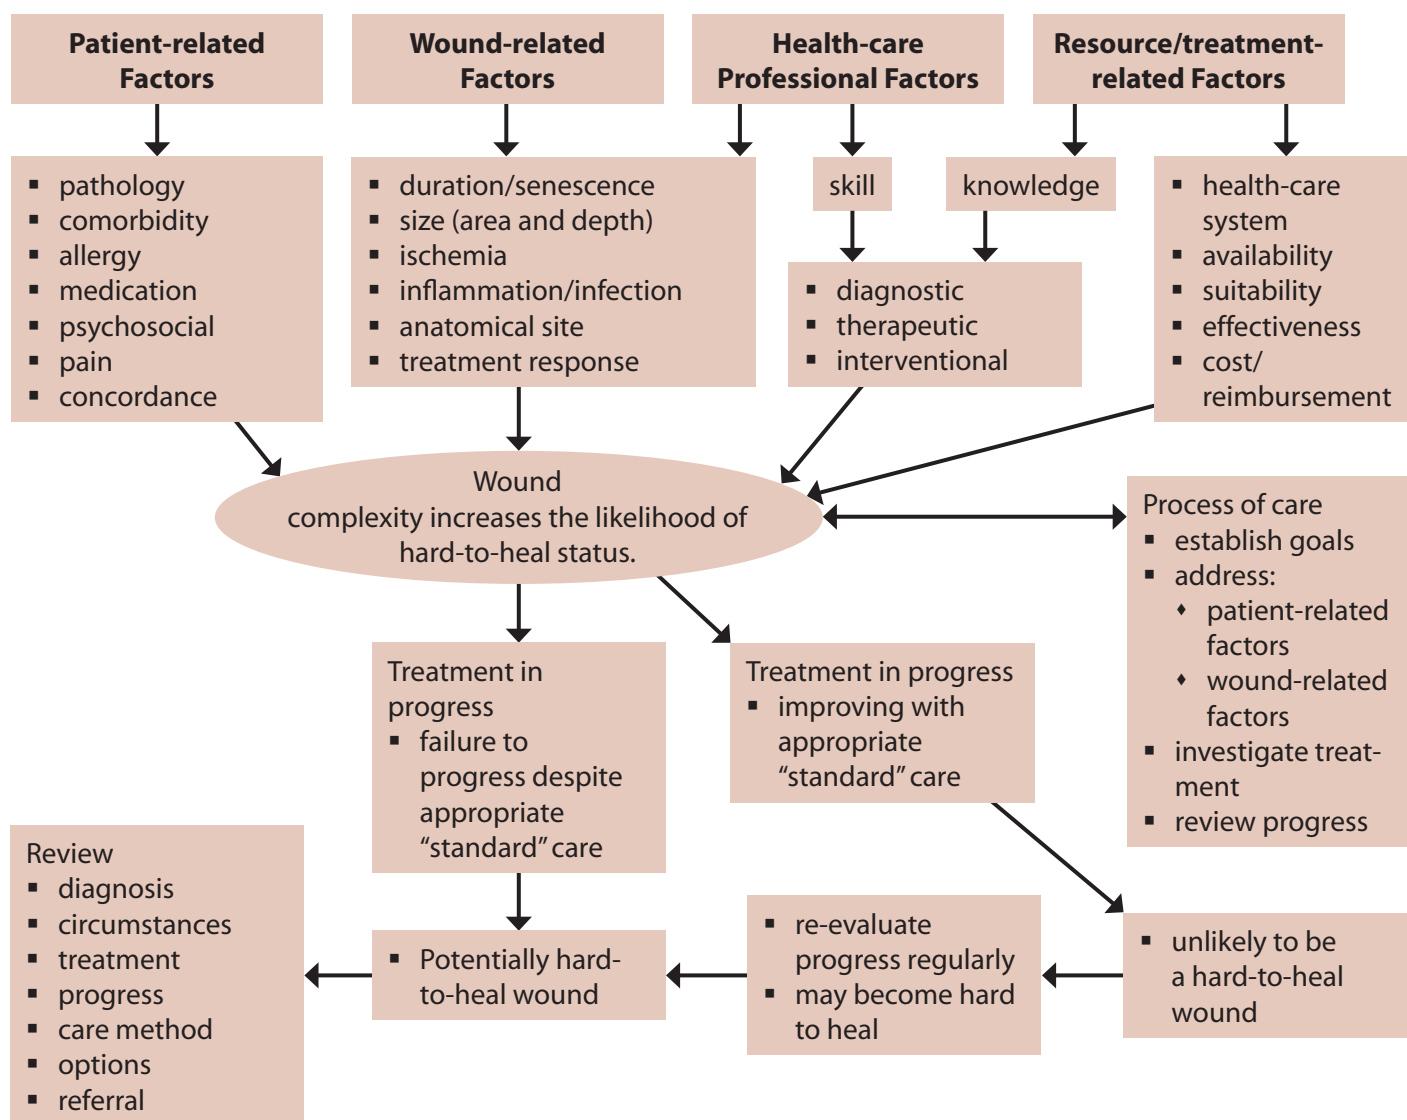 Patient-related
Factors
Wound-related
Factors
Health-care
Professional Factors
Resource/treatment-
related Factors
▪ pathology
▪ comorbidity
▪ allergy
▪ medication
▪ psychosocial
▪ pain
▪ concordance
▪ duration/senescence
▪ size (area and depth)
▪ ischemia
▪ inflammation/infection
▪ anatomical site
▪ treatment response
skill
knowledge
▪ diagnostic
▪ therapeutic
▪ interventional
▪ health-care
system
▪ availability
▪ suitability
▪ effectiveness
▪ cost/
reimbursement
Wound
complexity increases the likelihood of
hard-to-heal status.
Process of care
▪ establish goals
▪ address:
♦ patient-related
factors
♦ wound-related
factors
▪ investigate treat-
ment
▪ review progress
Treatment in
progress
▪ failure to
progress despite
appropriate
“standard” care
Treatment in progress
▪ improving with
appropriate
“standard” care
Review
▪ diagnosis
▪ circumstances
▪ treatment
▪ progress
▪ care method
▪ options
▪ referral
▪ Potentially hard-
to-heal wound
▪ re-evaluate
progress regularly
▪ may become hard
to heal
▪ unlikely to be
a hard-to-heal
wound